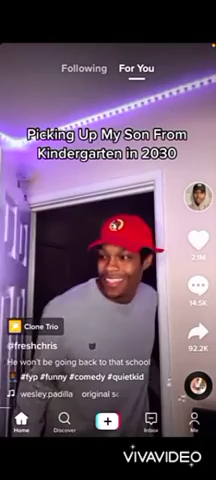 Following For You
Picking Up My Son From
Kindergarten in 2030
2.1M
14.5K
Clone Trio
92.2K
@freshchris
He won't be going back to that school
#fyp #funny #comedy #quietkid
wesley.padilla original so
Home Discover Inbox Me
VIVAVIDEO